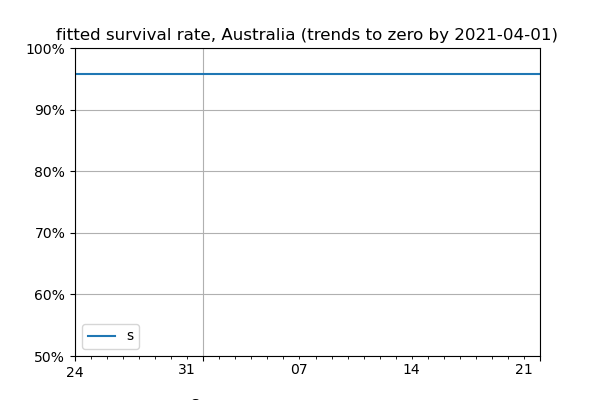 fitted survival rate, Australia (trends to zero by 2021-04-01)
100%
90%
80%
70%
60%
50%
s
24 31 07 14 21